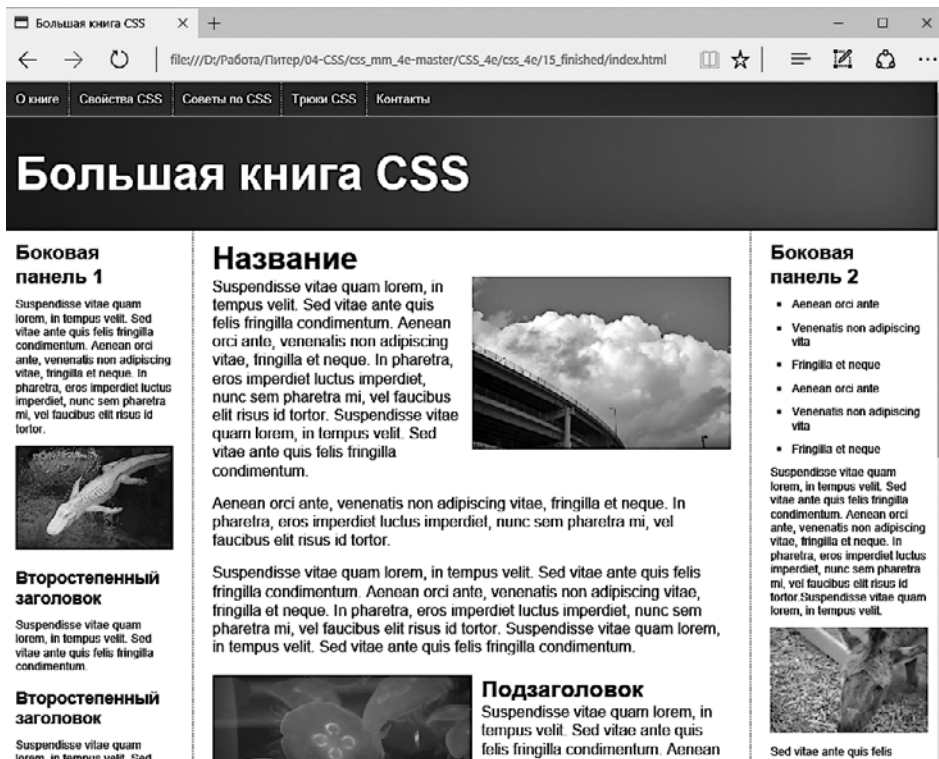 Большая книга CSS
file:///D:/Работа/Питер/04-CSS/css_mm_4e-master/CSS_4e/css_4e/15_finished/index.html
О книге
Свойства CSS
Советы по CSS
Трюки CSS
Контакты
Большая книга CSS
Боковая
панель 1
Suspendisse vitae quam
lorem, in tempus velit. Sed
vitae ante quis felis fringilla
condimentum. Aenean orci
ante, venenatis non adipiscing
vitae, fringilla et neque. In
pharetra, eros imperdiet luctus
imperdiet, nunc sem pharetra
mi, vel faucibus elit risus id
tortor.
Второстепенный
заголовок
Suspendisse vitae quam
lorem, in tempus velit. Sed
vitae ante quis felis fringilla
condimentum.
Второстепенный
заголовок
Suspendisse vitae quam
lorem, in tempus velit. Sed
Название
Suspendisse vitae quam lorem, in
tempus velit. Sed vitae ante quis
felis fringilla condimentum. Aenean
orci ante, venenatis non adipiscing
vitae, fringilla et neque. In pharetra,
eros imperdiet luctus imperdiet,
nunc sem pharetra mi, vel faucibus
elit risus id tortor. Suspendisse vitae
quam lorem, in tempus velit. Sed
vitae ante quis felis fringilla
condimentum.
Aenean orci ante, venenatis non adipiscing vitae, fringilla et neque. In
pharetra, eros imperdiet luctus imperdiet, nunc sem pharetra mi, vel
faucibus elit risus id tortor.
Suspendisse vitae quam lorem, in tempus velit. Sed vitae ante quis felis
fringilla condimentum. Aenean orci ante, venenatis non adipiscing vitae,
fringilla et neque. In pharetra, eros imperdiet luctus imperdiet, nunc sem
pharetra mi, vel faucibus elit risus id tortor. Suspendisse vitae quam lorem,
in tempus velit. Sed vitae ante quis felis fringilla condimentum.
Подзаголовок
Suspendisse vitae quam lorem, in
tempus velit. Sed vitae ante quis
felis fringilla condimentum. Aenean
Боковая
панель 2
Aenean orci ante
Venenatis non adipiscing
vita
Fringilla et neque
Aenean orci ante
Venenatis non adipiscing
vita
Fringilla et neque
Suspendisse vitae quam
lorem, in tempus velit. Sed
vitae ante quis felis fringilla
condimentum. Aenean orci
ante, venenatis non adipiscing
vitae, fringilla et neque. In
pharetra, eros imperdiet luctus
imperdiet, nunc sem pharetra
mi, vel faucibus elit risus id
tortor.Suspendisse vitae quam
lorem, in tempus velit.
Sed vitae ante quis felis